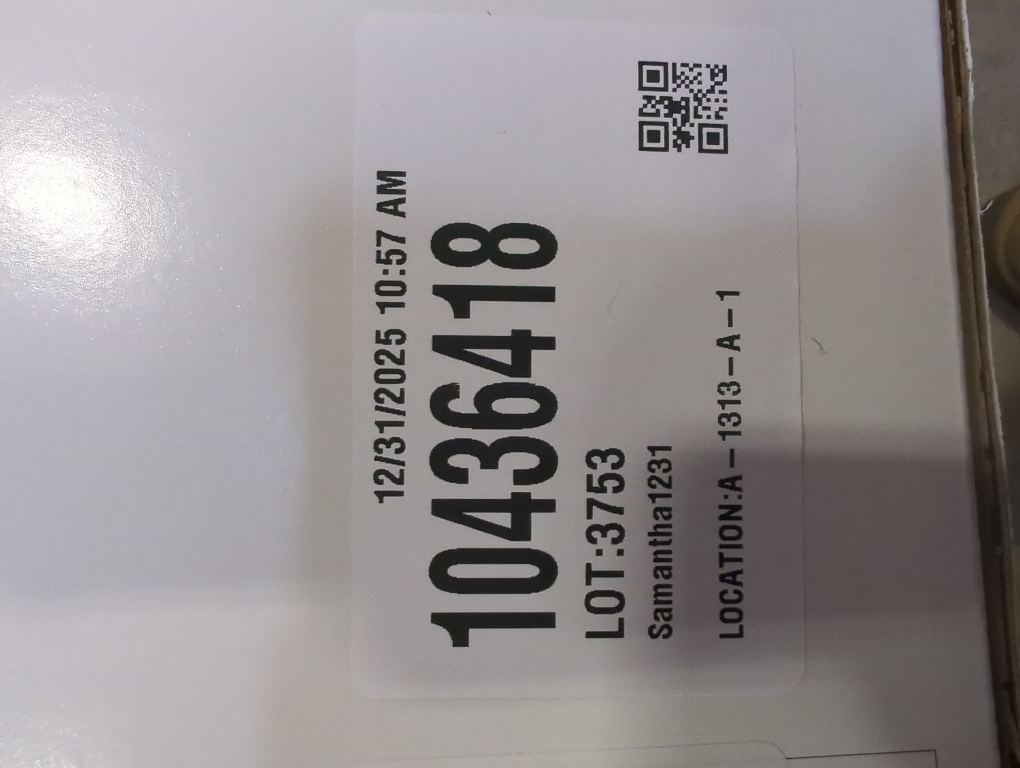 12/31/2025 10:57 AM
10436418
LOT:3753
Samantha1231
LOCATION:A-1313-A-1